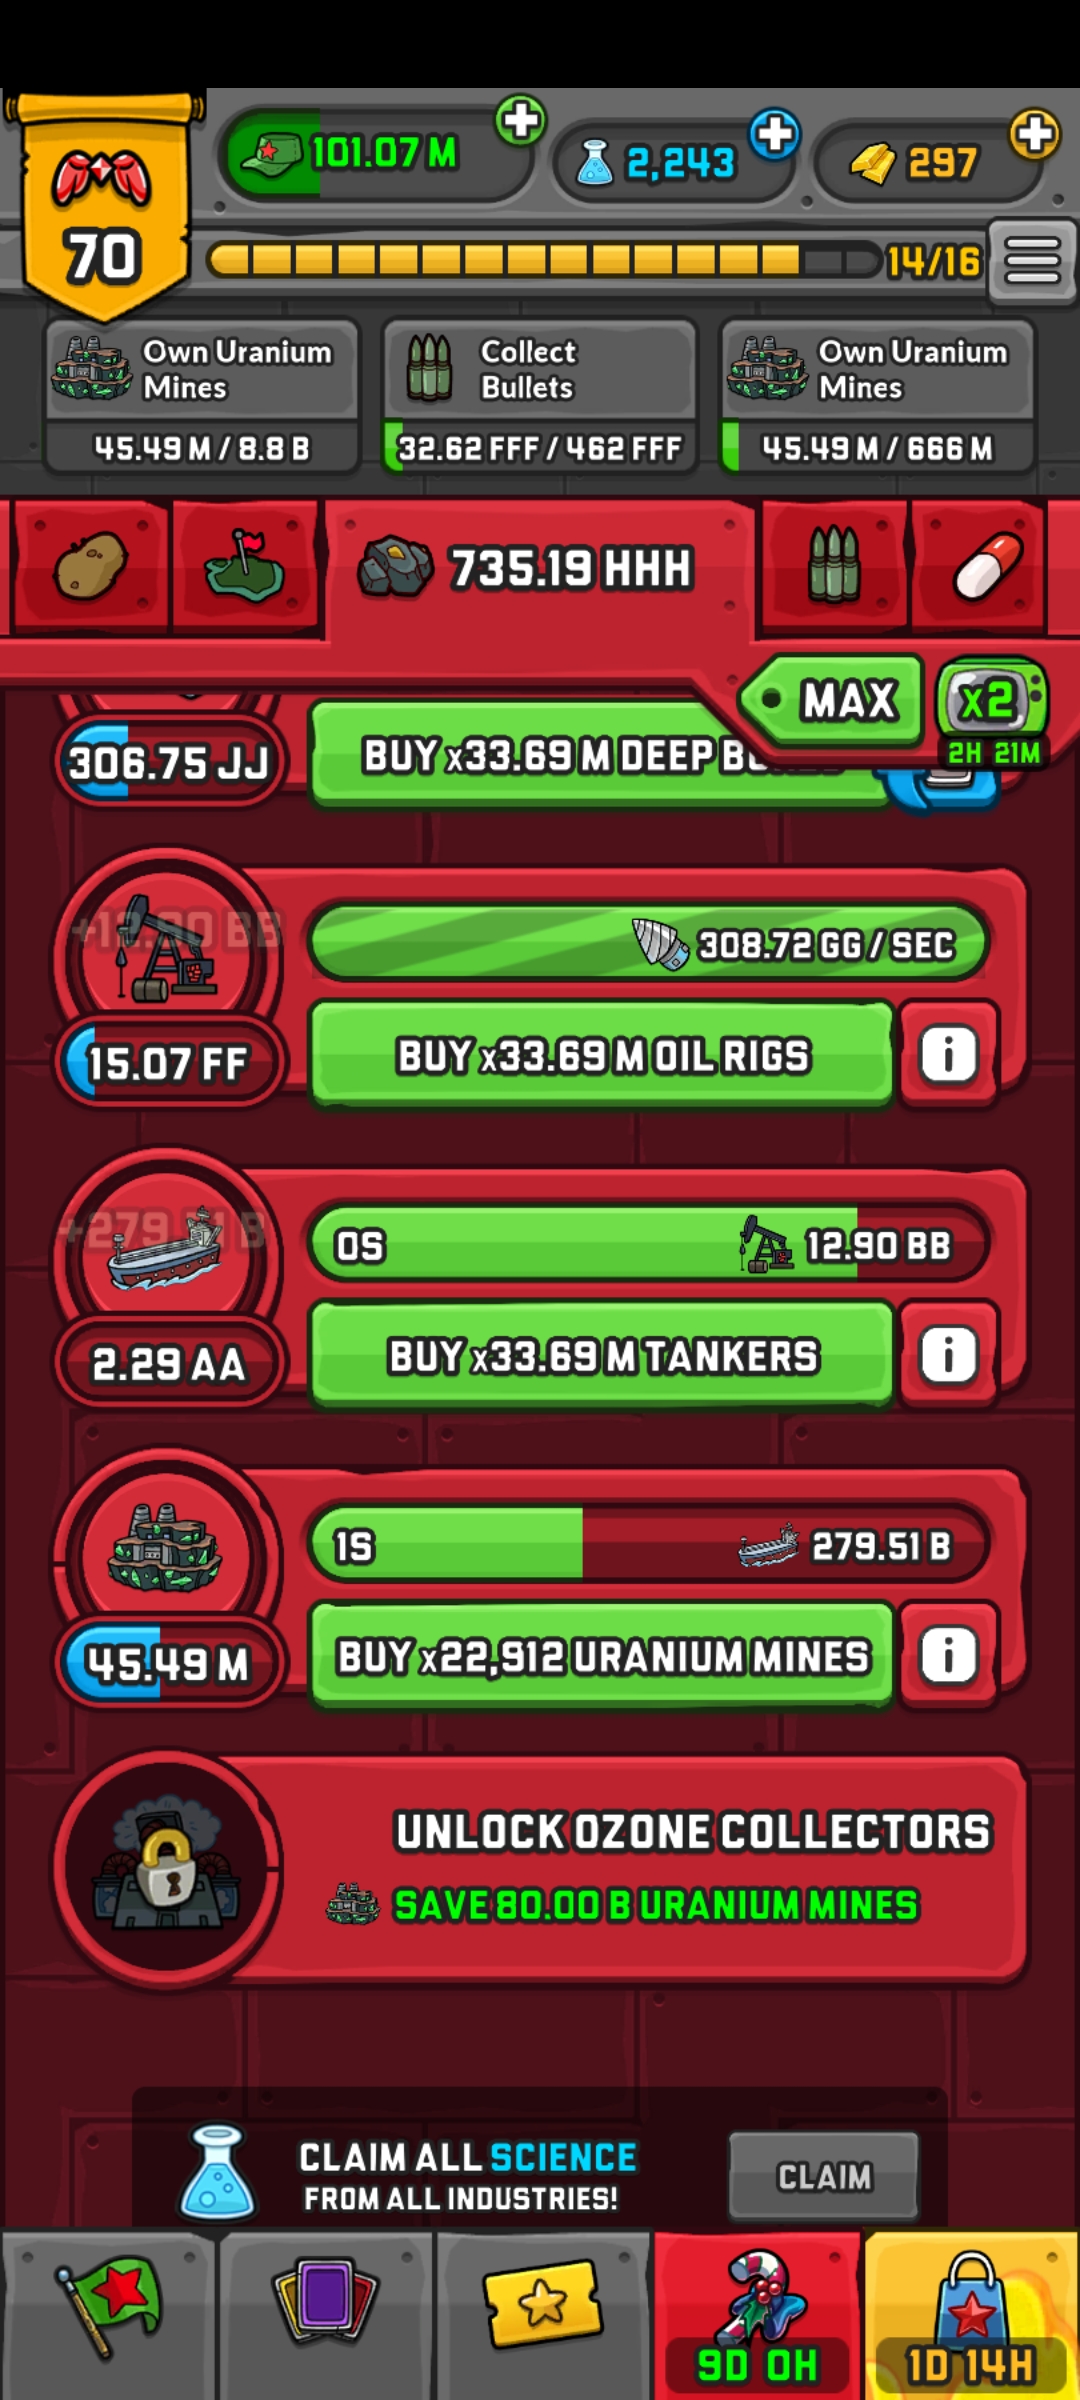 101.07 M
2,243
297
70
14/16
Own Uranium
Mines
45.49 M / 8.8 B
Collect
Bullets
32.62 FFF / 462 FFF
Own Uranium
Mines
45.49 M / 666 M
735.19 HHH
MAX
x2
2H 21M
306.75 JJ
BUY x33.69 M DEEP
+12.90 BB
308.72 GG / SEC
15.07 FF
BUY x33.69 M OIL RIGS
0S
12.90 BB
2.29 AA
BUY x33.69 M TANKERS
1S
279.51 B
45.49 M
BUY x22,912 URANIUM MINES
UNLOCK OZONE COLLECTORS
SAVE 80.00 B URANIUM MINES
CLAIM ALL SCIENCE
FROM ALL INDUSTRIES!
CLAIM
9D 0H
1D 14H